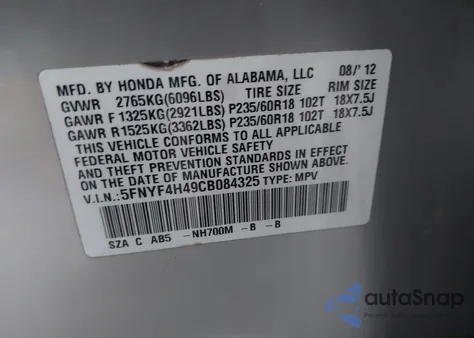 MFD. BY HONDA MFG. OF ALABAMA, LLC 08/'12
GVWR 2765KG(6096LBS) TIRE SIZE RIM SIZE
GAWR F 1325KG(2921LBS) P235/60R18 102T 18X7.5J
GAWR R1525KG(3362LBS) P235/60R18 102T 18X7.5J
THIS VEHICLE CONFORMS TO ALL APPLICABLE
FEDERAL MOTOR VEHICLE SAFETY
AND THEFT PREVENTION STANDARDS IN EFFECT
ON THE DATE OF MANUFACTURE SHOWN ABOVE.
V.I.N.:5FNYF4H49CB084325 TYPE: MPV
SZA C AB5 -NH700M -B -B
autoSnap